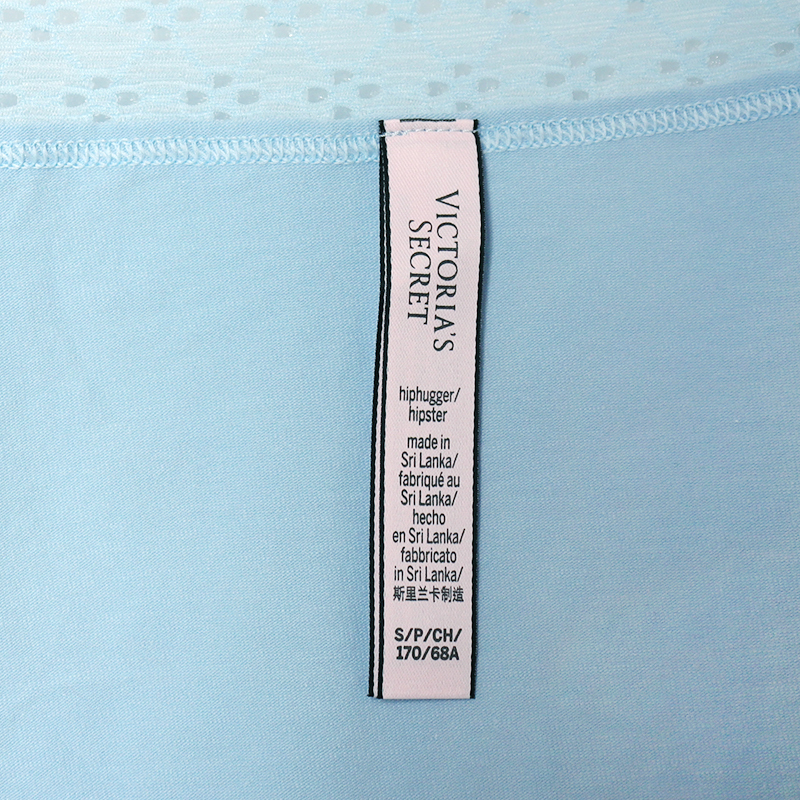 VICTORIA'S
SECRET
hiphugger/
hipster
made in
Sri Lanka/
fabriqué au
Sri Lanka/
hecho
en Sri Lanka/
fabbricato
in Sri Lanka/
斯里兰卡制造
S/P/CH/
170/68A